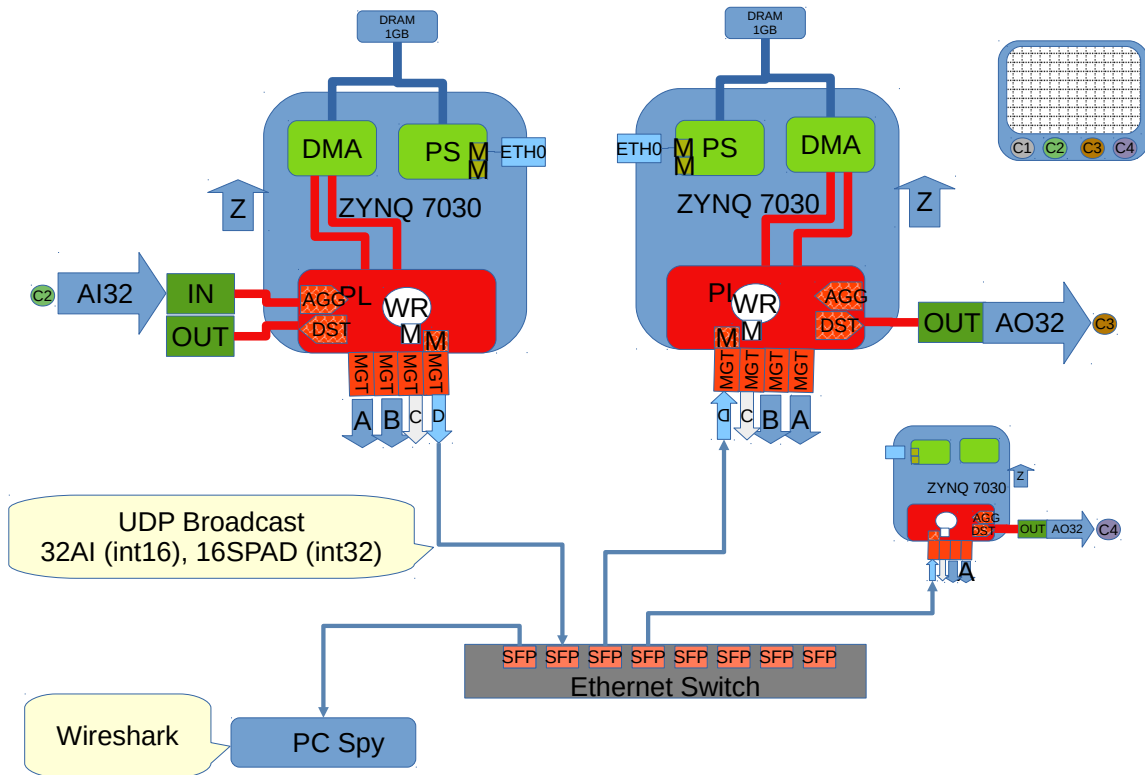 DRAM
1GB
DRAM
1GB
DMA
PS
M
M
ETH0
Z
ZYNQ 7030
ETH0
M
M
PS
DMA
ZYNQ 7030
Z
C1
C2
C3
C4
C2
AI32
IN
OUT
AGG
DST
PL
WR
M
M
MGT
MGT
MGT
MGT
A
B
C
D
PL
WR
M
M
AGG
DST
MGT
MGT
MGT
MGT
D
C
B
A
OUT
AO32
C3
ZYNQ 7030
Z
AGG
DST
OUT
AO32
C4
A
UDP Broadcast
32AI (int16), 16SPAD (int32)
SFP
SFP
SFP
SFP
SFP
SFP
SFP
SFP
Ethernet Switch
Wireshark
PC Spy